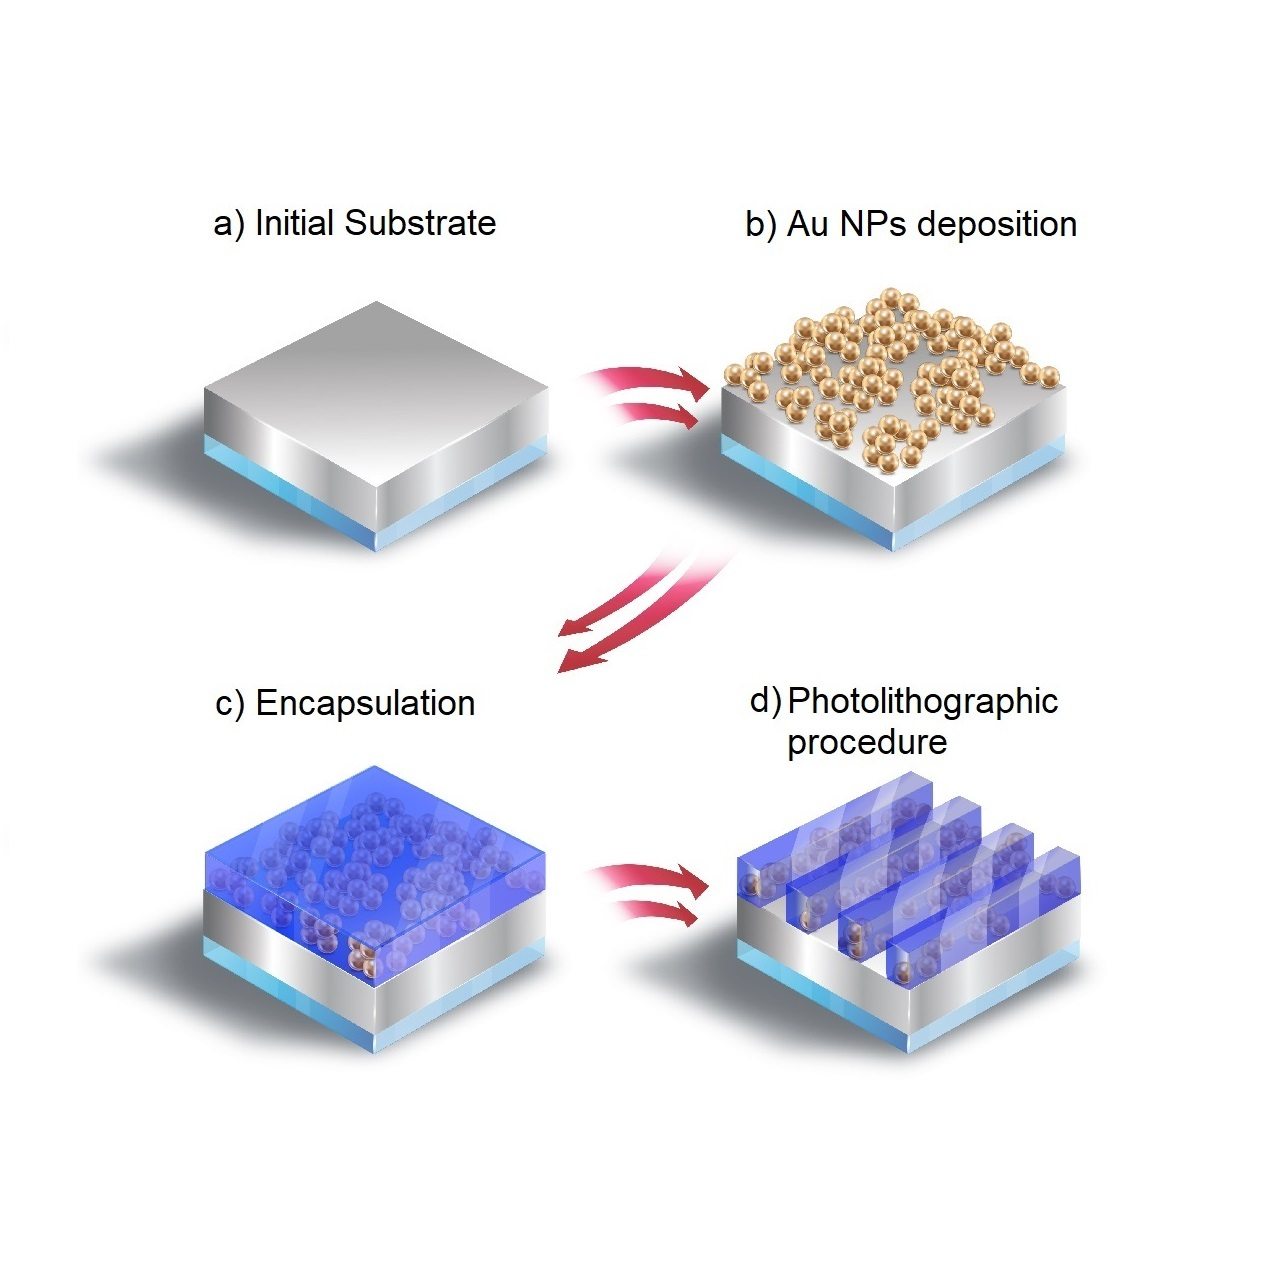 a) Initial Substrate
b) Au NPs deposition
c) Encapsulation
d) Photolithographic
procedure